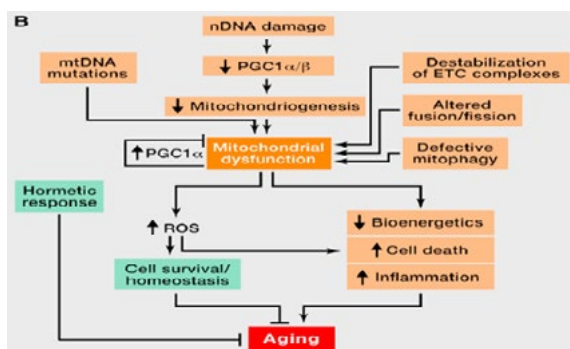 B
nDNA damage
mtDNA
mutations
↓ PGC1α/β
Destabilization
of ETC complexes
↓ Mitochondriogenesis
Altered
fusion/fission
↑ PGC1α
Mitochondrial
dysfunction
Defective
mitophagy
Hormetic
response
↑ ROS
↓ Bioenergetics
↑ Cell death
Cell survival/
homeostasis
↑ Inflammation
Aging